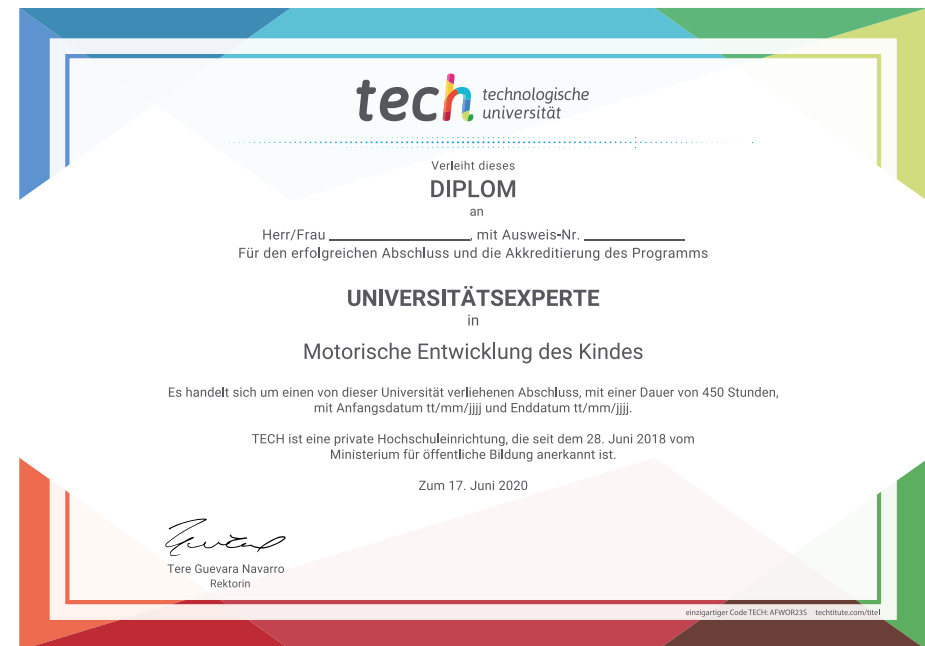 tech technologische
universität
Verleiht dieses
DIPLOM
an
Herr/Frau ________________, mit Ausweis-Nr. ____________
Für den erfolgreichen Abschluss und die Akkreditierung des Programms
UNIVERSITÄTSEXPERTE
in
Motorische Entwicklung des Kindes
Es handelt sich um einen von dieser Universität verliehenen Abschluss, mit einer Dauer von 450 Stunden,
mit Anfangsdatum tt/mm/jjjj und Enddatum tt/mm/jjjj.
TECH ist eine private Hochschuleinrichtung, die seit dem 28. Juni 2018 vom
Ministerium für öffentliche Bildung anerkannt ist.
Zum 17. Juni 2020
Tere Guevara Navarro
Rektorin
einzigartiger Code TECH: AFWOR23S techtitute.com/titel